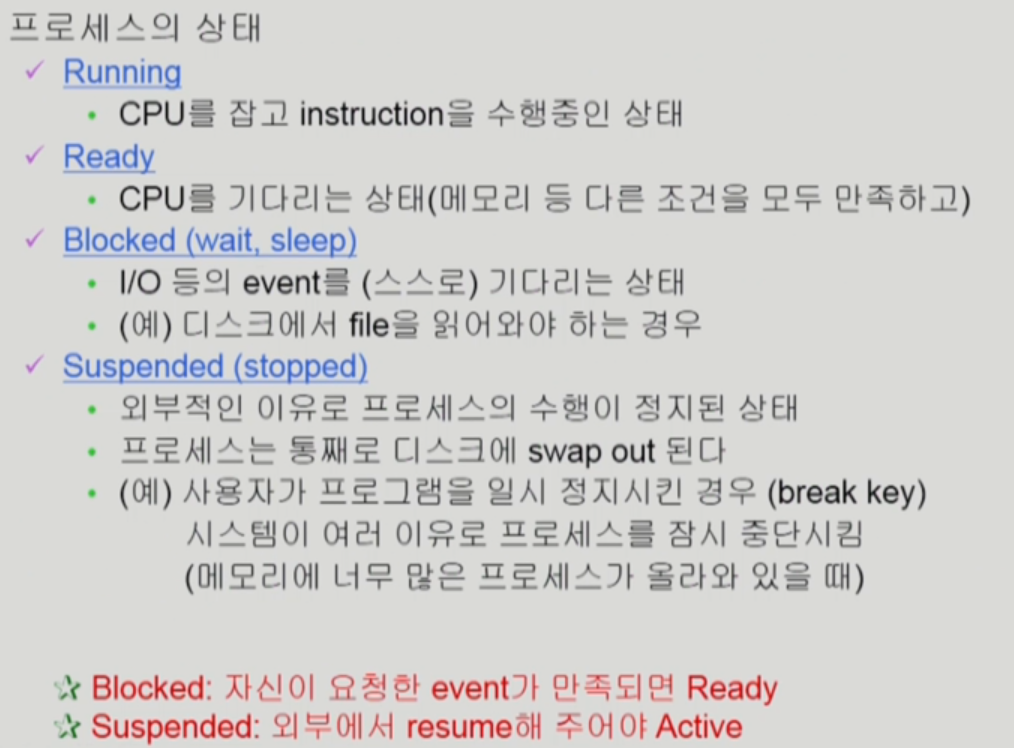 프로세스의 상태
Running
CPU를 잡고 instruction을 수행중인 상태
Ready
CPU를 기다리는 상태(메모리 등 다른 조건을 모두 만족하고)
Blocked (wait, sleep)
I/O 등의 event를 (스스로) 기다리는 상태
(예) 디스크에서 file을 읽어와야 하는 경우
Suspended (stopped)
외부적인 이유로 프로세스의 수행이 정지된 상태
프로세스는 통째로 디스크에 swap out 된다
(예) 사용자가 프로그램을 일시 정지시킨 경우 (break key)
시스템이 여러 이유로 프로세스를 잠시 중단시킴
(메모리에 너무 많은 프로세스가 올라와 있을 때)
Blocked: 자신이 요청한 event가 만족되면 Ready
Suspended: 외부에서 resume해 주어야 Active